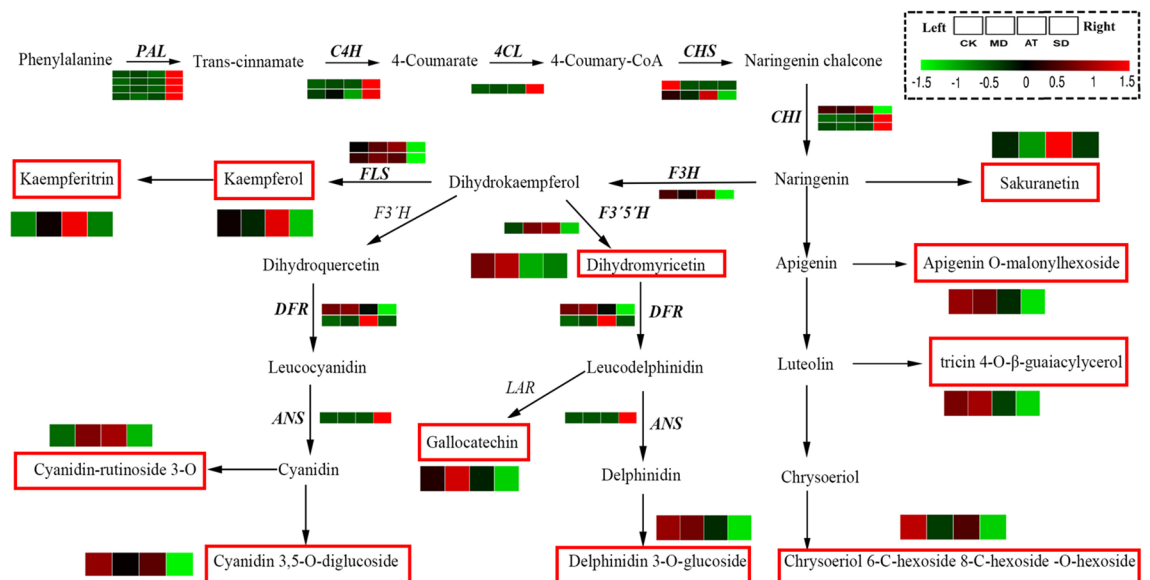 Left Right
CK MD AT SD
-1.5 -1 -0.5 0 0.5 1 1.5
PAL C4H 4CL CHS
Phenylalanine Trans-cinnamate 4-Coumarate 4-Coumary-CoA Naringenin chalcone
CHI
Kaempferitrin Kaempferol FLS Dihydrokaempferol F3H Naringenin Sakuranetin
F3´H F3´5´H
Dihydroquercetin Dihydromyricetin Apigenin Apigenin O-malonylhexoside
DFR DFR
Leucocyanidin Leucodelphinidin Luteolin tricin 4-O-β-guaiacylycerol
LAR
ANS ANS
Gallocatechin
Cyanidin-rutinoside 3-O Cyanidin Delphinidin Chrysoeriol
Cyanidin 3,5-O-diglucoside Delphinidin 3-O-glucoside Chrysoeriol 6-C-hexoside 8-C-hexoside -O-hexoside